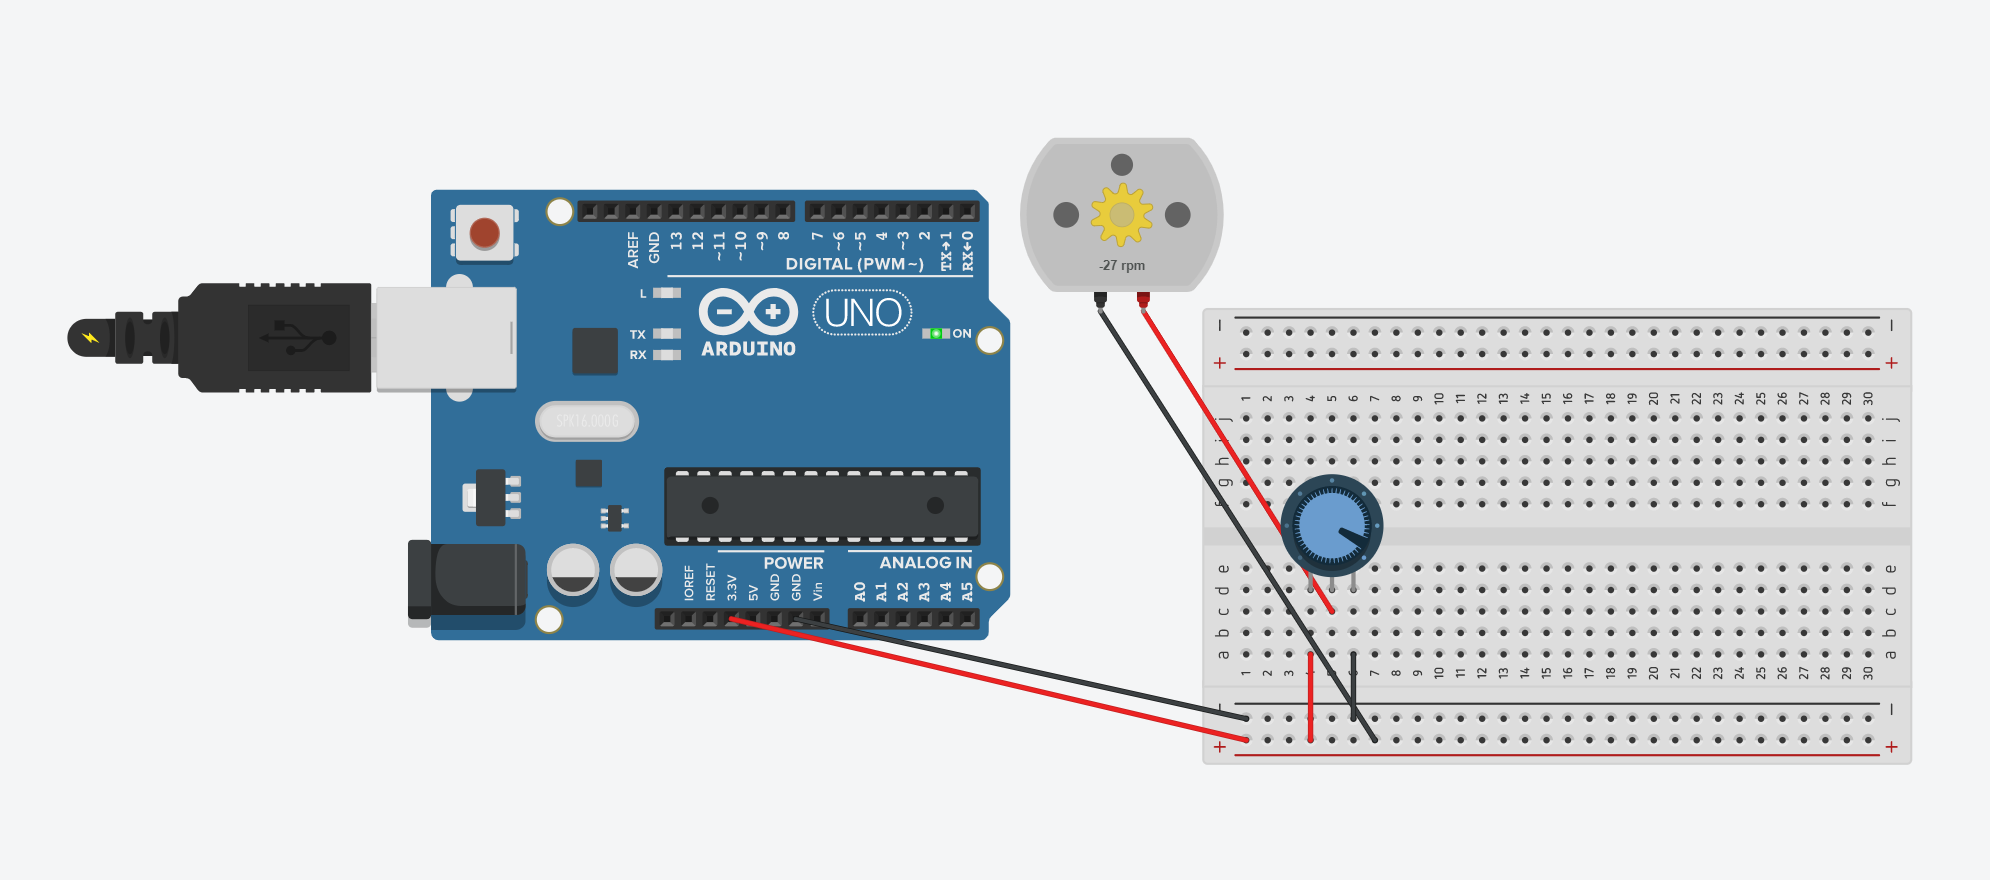 AREF
GND
13
12
~11
~10
~9
8
7
~6
~5
4
~3
2
TX→1
RX←0
DIGITAL (PWM~)
L
TX
RX
ARDUINO
UNO
ON
-27 rpm
SPK16.000G
POWER
ANALOG IN
IOREF
RESET
3.3V
5V
GND
GND
Vin
A0
A1
A2
A3
A4
A5
− −
+ +
1 2 3 4 5 6 7 8 9 10 11 12 13 14 15 16 17 18 19 20 21 22 23 24 25 26 27 28 29 30
j j
i i
h h
g g
f f
e e
d d
c c
b b
a a
1 2 3 4 5 6 7 8 9 10 11 12 13 14 15 16 17 18 19 20 21 22 23 24 25 26 27 28 29 30
− −
+ +